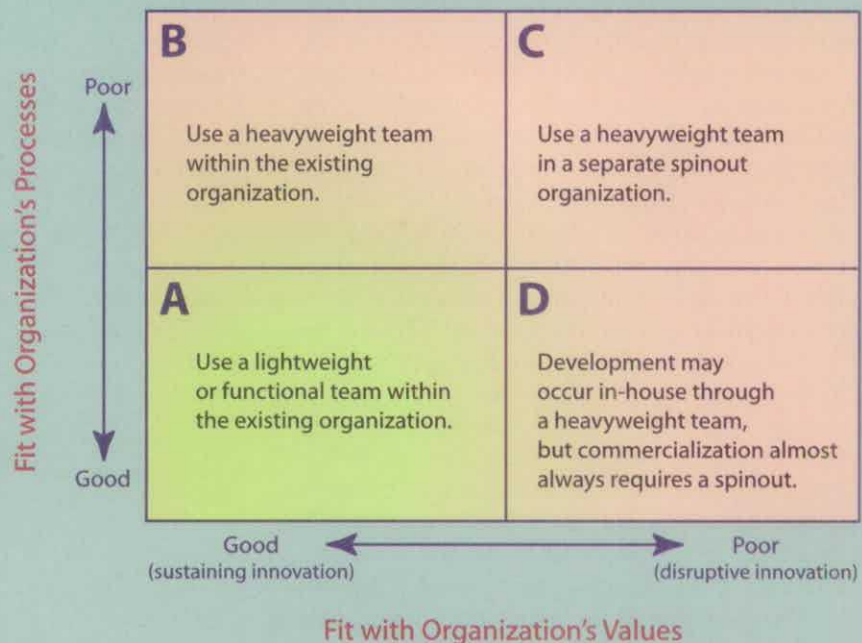 Fit with Organization's Processes
Poor
Good
B
Use a heavyweight team
within the existing
organization.
C
Use a heavyweight team
in a separate spinout
organization.
A
Use a lightweight
or functional team within
the existing organization.
D
Development may
occur in-house through
a heavyweight team,
but commercialization almost
always requires a spinout.
Good
(sustaining innovation)
Poor
(disruptive innovation)
Fit with Organization's Values